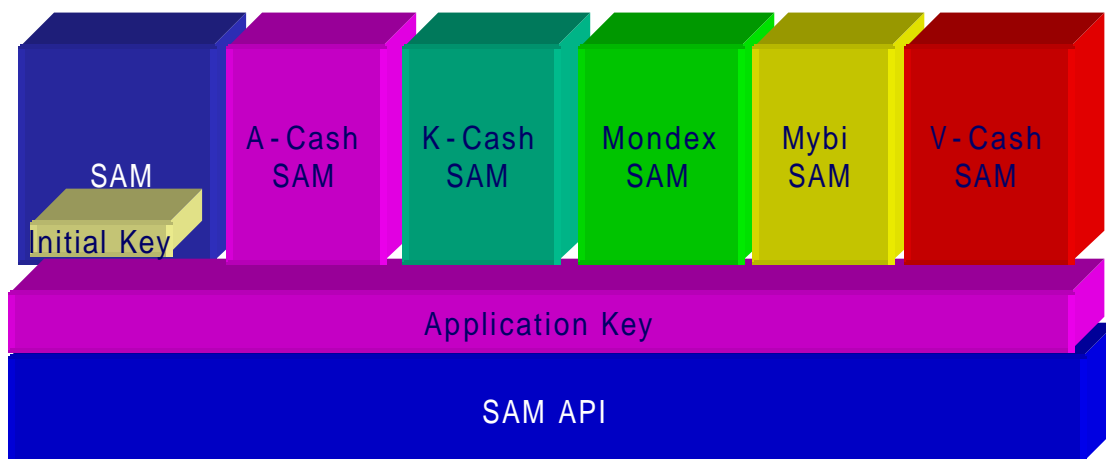 SAM
Initial Key
A-Cash
SAM
K-Cash
SAM
Mondex
SAM
Mybi
SAM
V-Cash
SAM
Application Key
SAM API